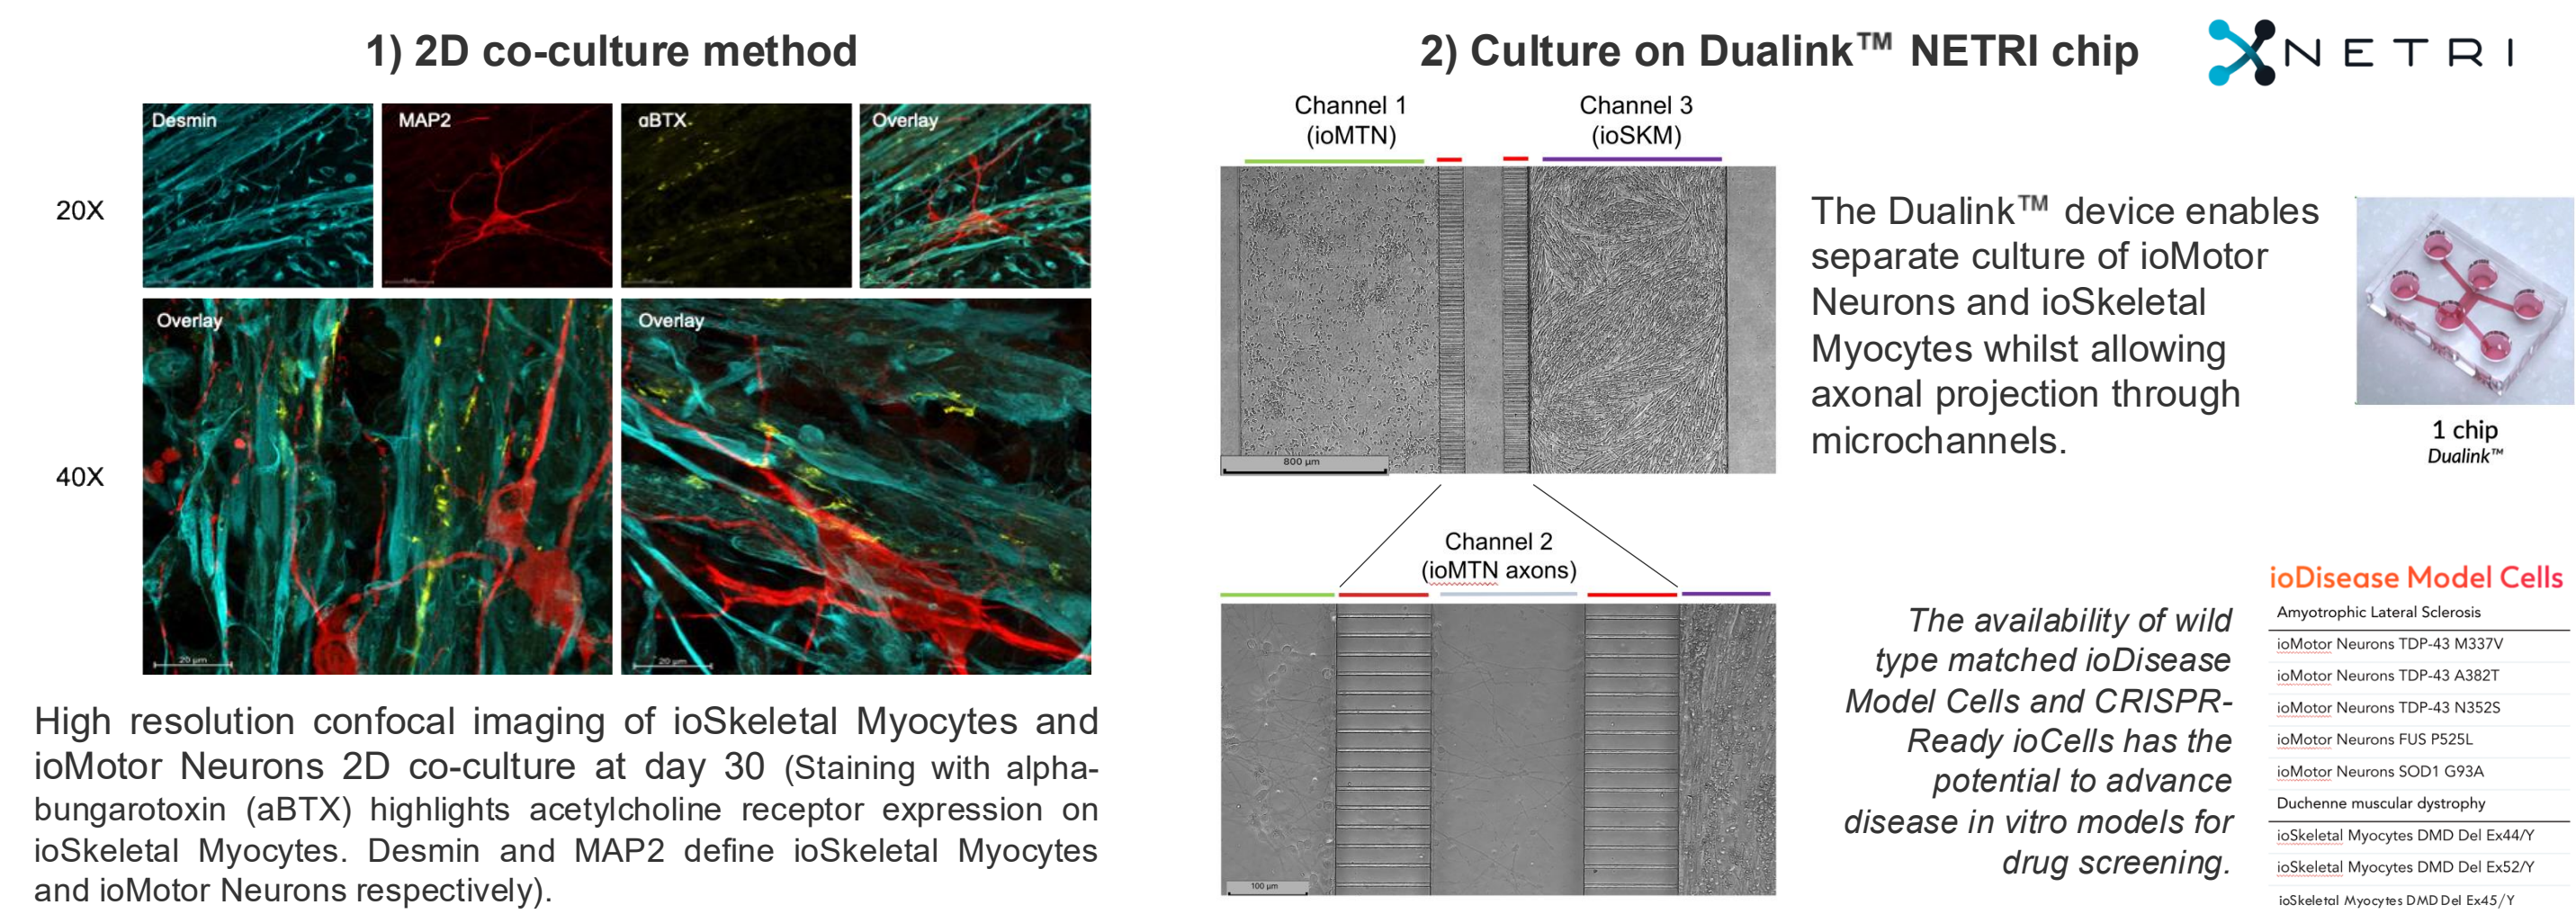 1) 2D co-culture method
Desmin
MAP2
αBTX
Overlay
20X
Overlay
Overlay
40X
20 µm
20 µm
High resolution confocal imaging of ioSkeletal Myocytes and
ioMotor Neurons 2D co-culture at day 30 (Staining with alpha-
bungarotoxin (aBTX) highlights acetylcholine receptor expression on
ioSkeletal Myocytes. Desmin and MAP2 define ioSkeletal Myocytes
and ioMotor Neurons respectively).
2) Culture on Dualink™ NETRI chip
NETRI
Channel 1
(ioMTN)
Channel 3
(ioSKM)
800 µm
The Dualink™ device enables
separate culture of ioMotor
Neurons and ioSkeletal
Myocytes whilst allowing
axonal projection through
microchannels.
1 chip
Dualink™
Channel 2
(ioMTN axons)
100 µm
The availability of wild
type matched ioDisease
Model Cells and CRISPR-
Ready ioCells has the
potential to advance
disease in vitro models for
drug screening.
ioDisease Model Cells
Amyotrophic Lateral Sclerosis
ioMotor Neurons TDP-43 M337V
ioMotor Neurons TDP-43 A382T
ioMotor Neurons TDP-43 N352S
ioMotor Neurons FUS P525L
ioMotor Neurons SOD1 G93A
Duchenne muscular dystrophy
ioSkeletal Myocytes DMD Del Ex44/Y
ioSkeletal Myocytes DMD Del Ex52/Y
ioSkeletal Myocytes DMD Del Ex45/Y